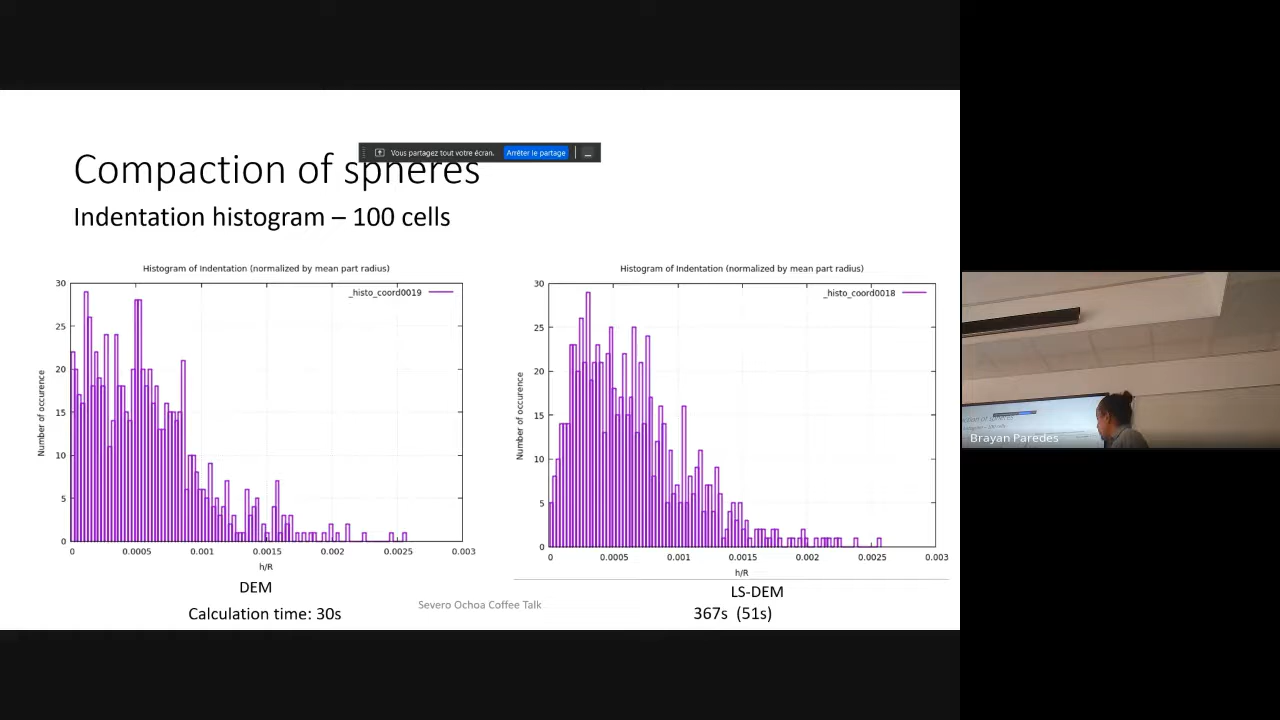 Vous partagez tout votre écran. Arrêter le partage
Compaction of spheres
Indentation histogram – 100 cells
Histogram of Indentation (normalized by mean part radius)
_histo_coord0019
Number of occurence
30
25
20
15
10
5
0
0 0.0005 0.001 0.0015 0.002 0.0025 0.003
h/R
DEM
Calculation time: 30s
Histogram of Indentation (normalized by mean part radius)
_histo_coord0018
Number of occurence
30
25
20
15
10
5
0
0 0.0005 0.001 0.0015 0.002 0.0025 0.003
h/R
LS-DEM
367s (51s)
Severo Ochoa Coffee Talk
Brayan Paredes